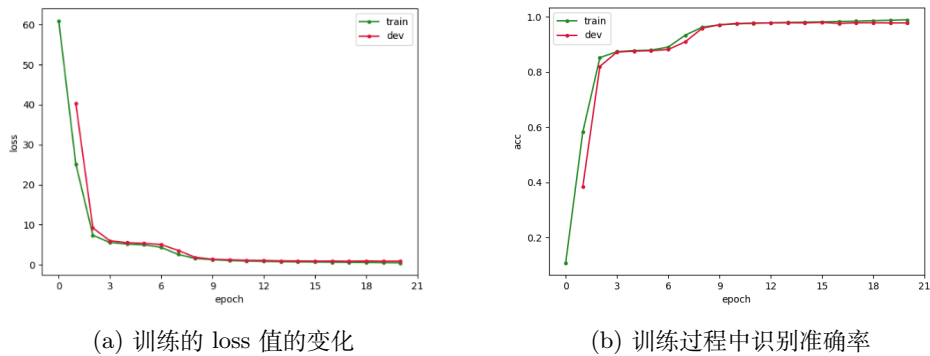 60
50
40
30
20
10
0
loss
0 3 6 9 12 15 18 21
epoch
train
dev
(a) 训练的 loss 值的变化
1.0
0.8
0.6
0.4
0.2
acc
0 3 6 9 12 15 18 21
epoch
train
dev
(b) 训练过程中识别准确率